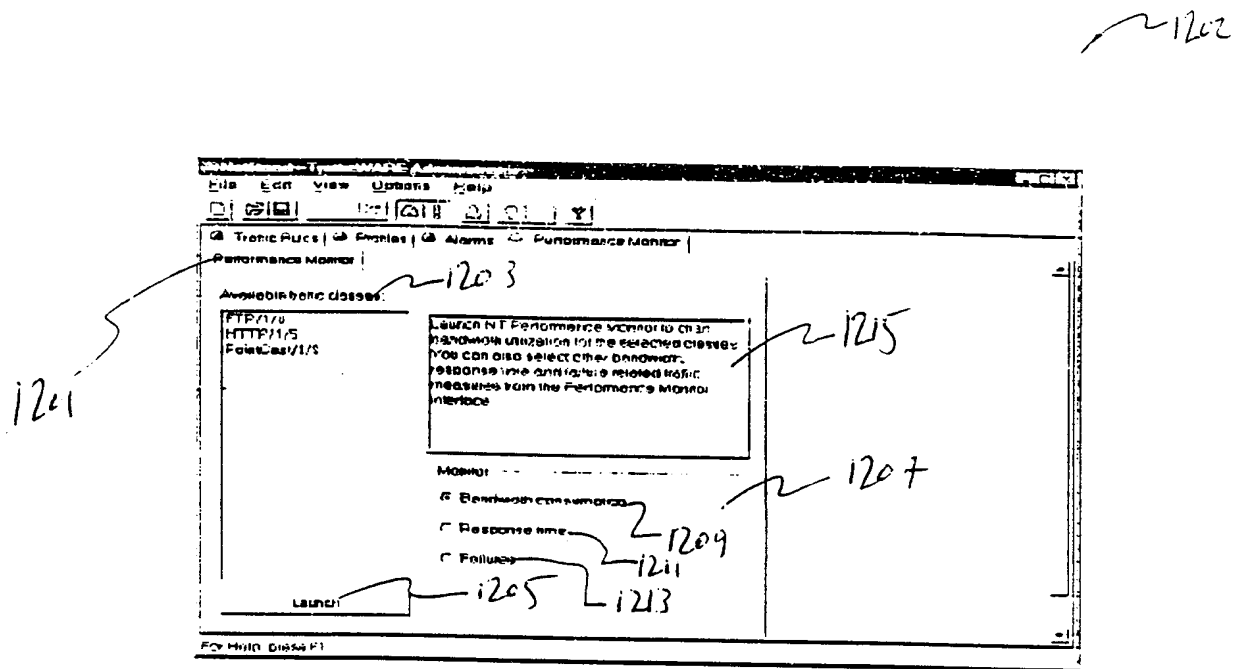 1202
File Edit View Options Help
Traffic Rules | Profiles | Alarms Performance Monitor |
Performance Monitor |
1203
Available traffic classes:
FTP/1/0
HTTP/1/5
PointCast/1/5
Launch NT Performance Monitor to chart
bandwidth utilization for the selected classes.
You can also select other bandwidth,
response time and failure related traffic
measures from the Performance Monitor
interface
1215
1201
Monitor
1207
Bandwidth consumption
1209
Response time
1211
Failures
1213
Launch
1205
For Help, press F1